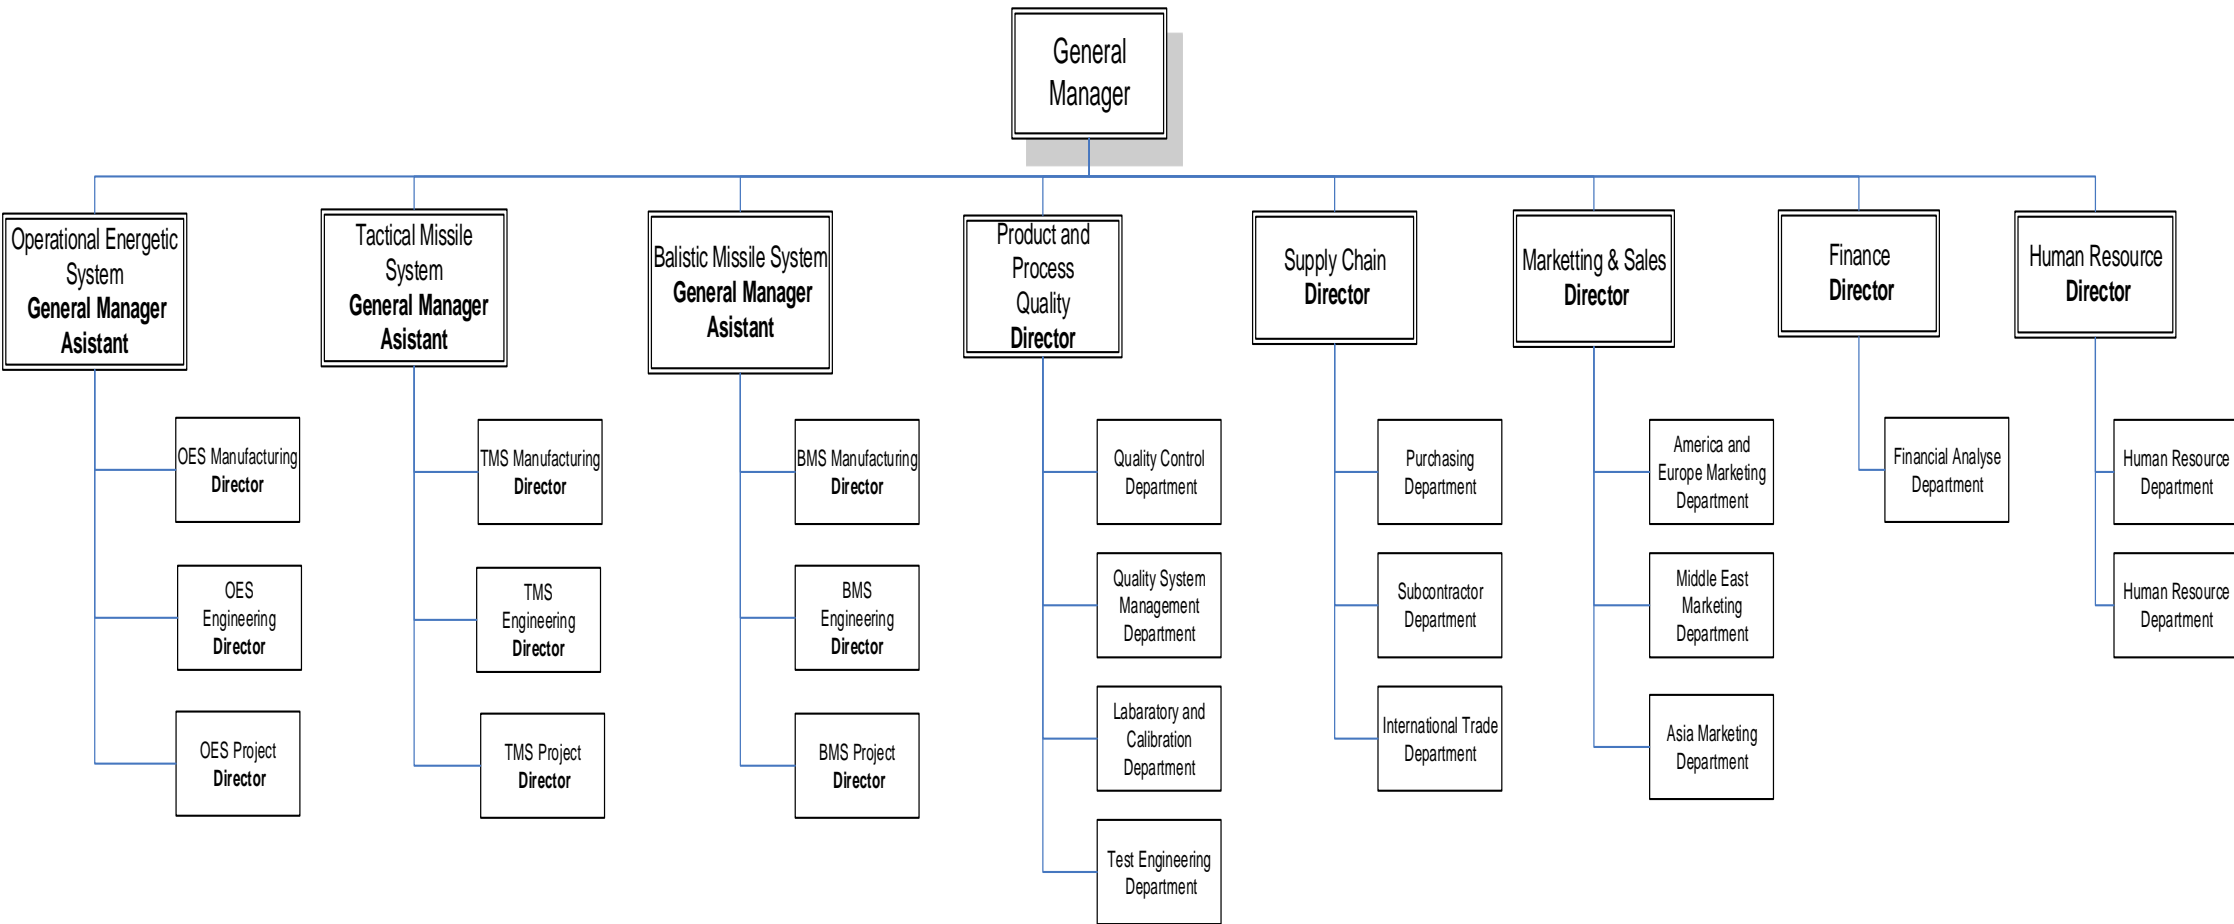 General
Manager
Operational Energetic
System
General Manager
Asistant
Tactical Missile
System
General Manager
Asistant
Balistic Missile System
General Manager
Asistant
Product and
Process
Quality
Director
Supply Chain
Director
Marketting & Sales
Director
Finance
Director
Human Resource
Director
OES Manufacturing
Director
OES
Engineering
Director
OES Project
Director
TMS Manufacturing
Director
TMS
Engineering
Director
TMS Project
Director
BMS Manufacturing
Director
BMS
Engineering
Director
BMS Project
Director
Quality Control
Department
Quality System
Management
Department
Labaratory and
Calibration
Department
Test Engineering
Department
Purchasing
Department
Subcontractor
Department
International Trade
Department
America and
Europe Marketing
Department
Middle East
Marketing
Department
Asia Marketing
Department
Financial Analyse
Department
Human Resource
Department
Human Resource
Department